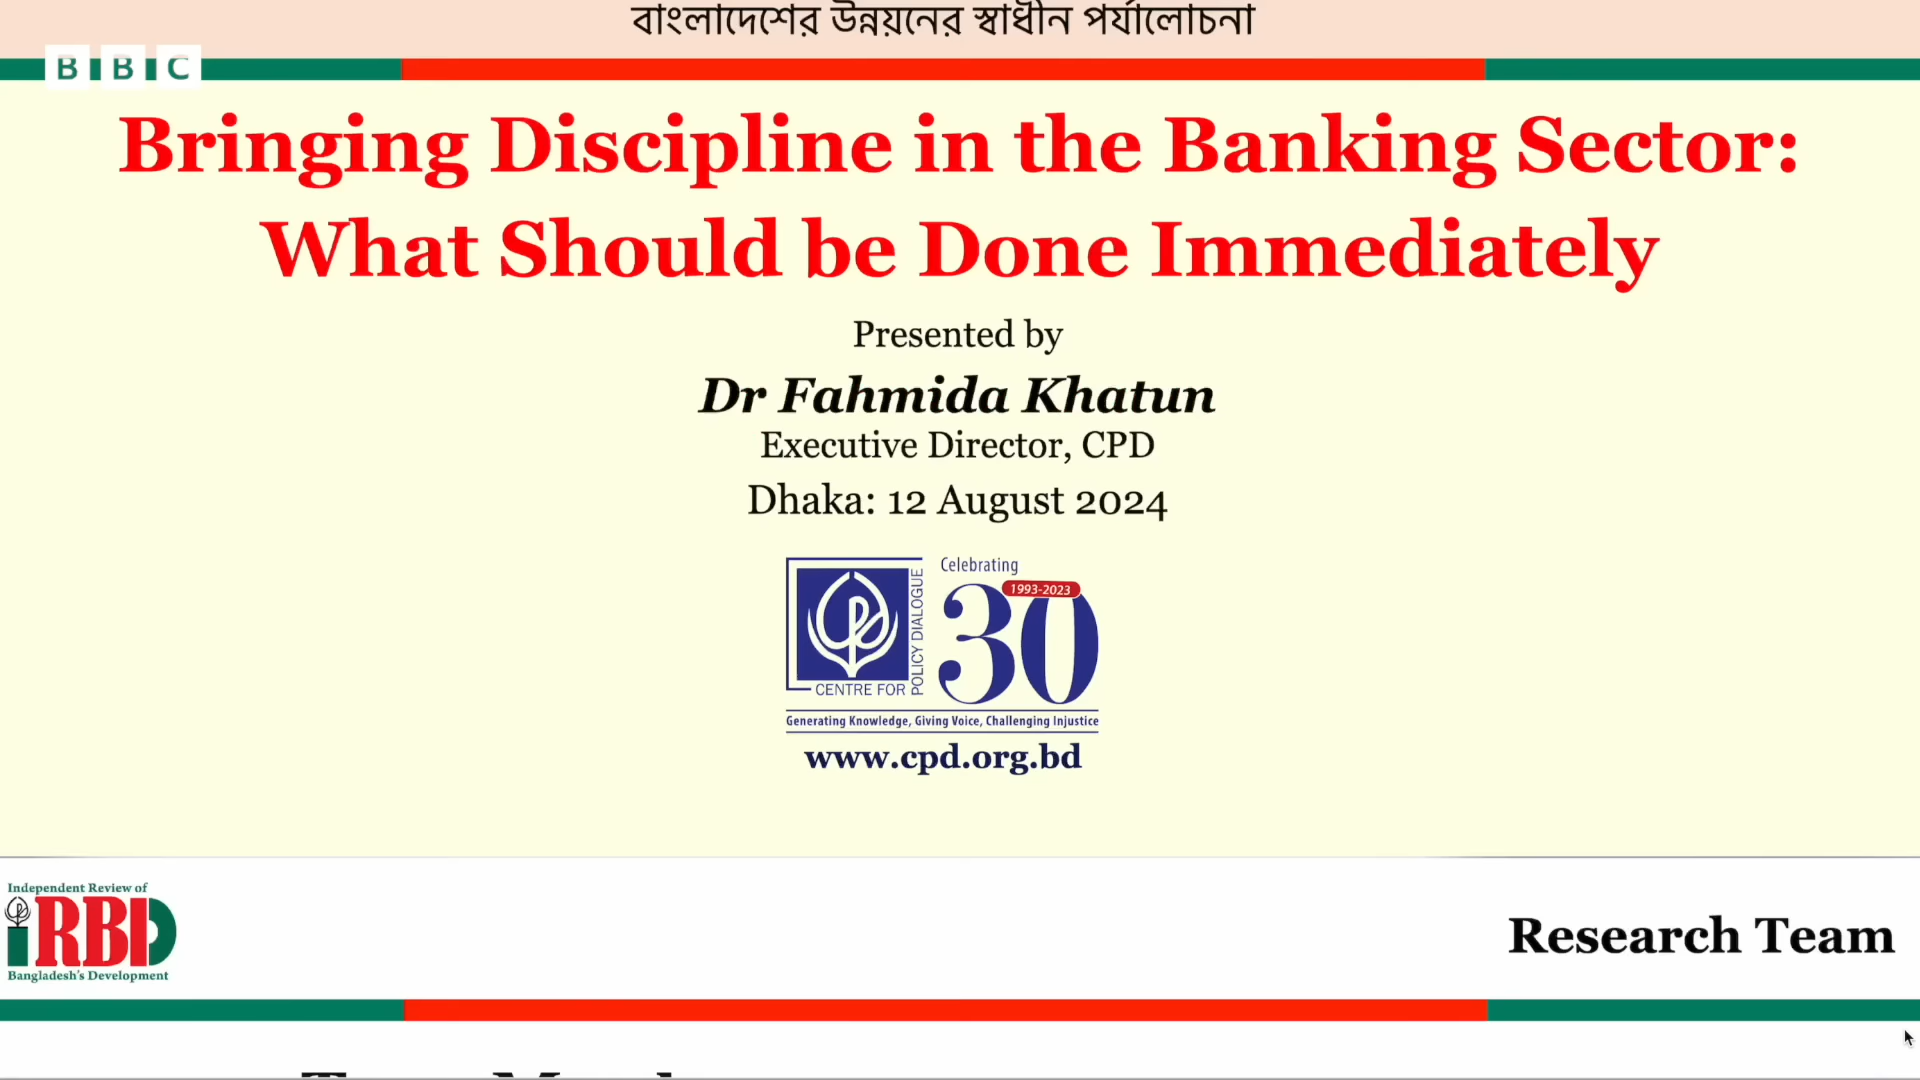 বাংলাদেশের উন্নয়নের স্বাধীন পর্যালোচনা
BBC
Bringing Discipline in the Banking Sector:
What Should be Done Immediately
Presented by
Dr Fahmida Khatun
Executive Director, CPD
Dhaka: 12 August 2024
CENTRE FOR POLICY DIALOGUE
Celebrating
1993-2023
30
Generating Knowledge, Giving Voice, Challenging Injustice
www.cpd.org.bd
Independent Review of
iRBD
Bangladesh's Development
Research Team